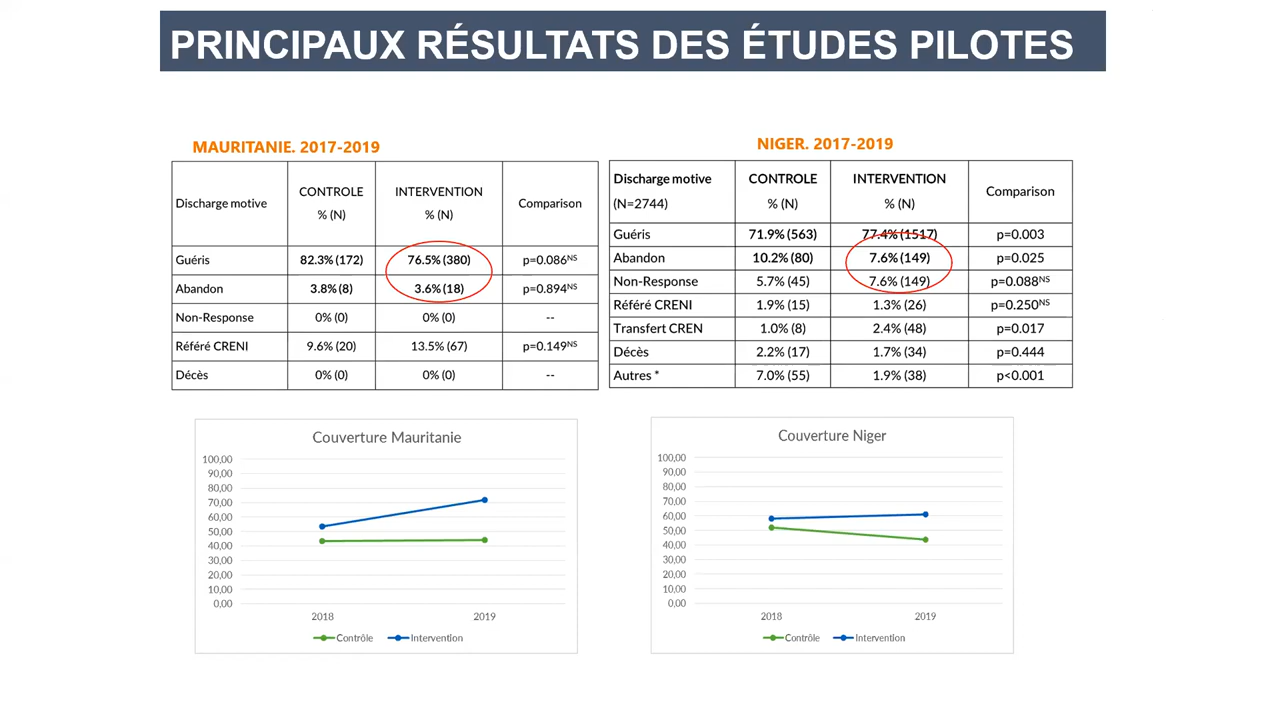 PRINCIPAUX RÉSULTATS DES ÉTUDES PILOTES
MAURITANIE. 2017-2019
Discharge motive CONTROLE % (N) INTERVENTION % (N) Comparison
Guéris 82.3% (172) 76.5% (380) p=0.086NS
Abandon 3.8% (8) 3.6% (18) p=0.894NS
Non-Response 0% (0) 0% (0) --
Référé CRENI 9.6% (20) 13.5% (67) p=0.149NS
Décès 0% (0) 0% (0) --
NIGER. 2017-2019
Discharge motive (N=2744) CONTROLE % (N) INTERVENTION % (N) Comparison
Guéris 71.9% (563) 77.4% (1517) p=0.003
Abandon 10.2% (80) 7.6% (149) p=0.025
Non-Response 5.7% (45) 7.6% (149) p=0.088NS
Référé CRENI 1.9% (15) 1.3% (26) p=0.250NS
Transfert CREN 1.0% (8) 2.4% (48) p=0.017
Décès 2.2% (17) 1.7% (34) p=0.444
Autres * 7.0% (55) 1.9% (38) p<0.001
Couverture Mauritanie
100,00
90,00
80,00
70,00
60,00
50,00
40,00
30,00
20,00
10,00
0,00
2018 2019
Contrôle Intervention
Couverture Niger
100,00
90,00
80,00
70,00
60,00
50,00
40,00
30,00
20,00
10,00
0,00
2018 2019
Contrôle Intervention